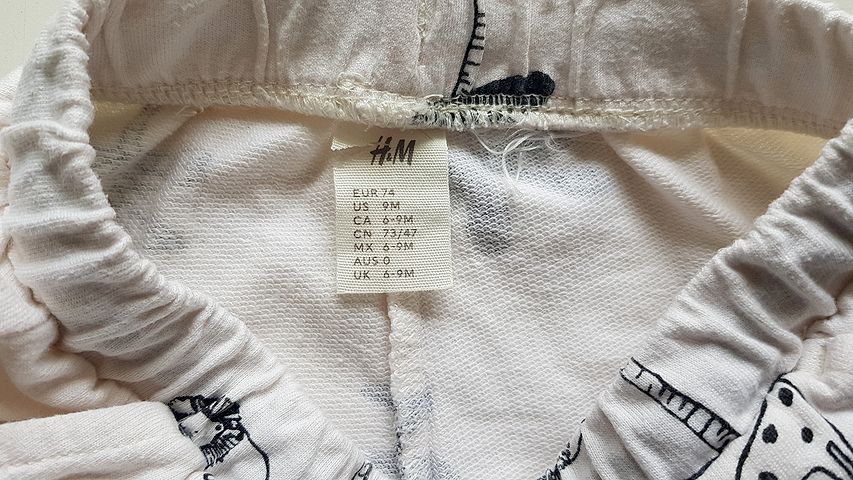 H&M
EUR 74
US 9M
CA 6-9M
CN 73/47
MX 6-9M
AUS 0
UK 6-9M